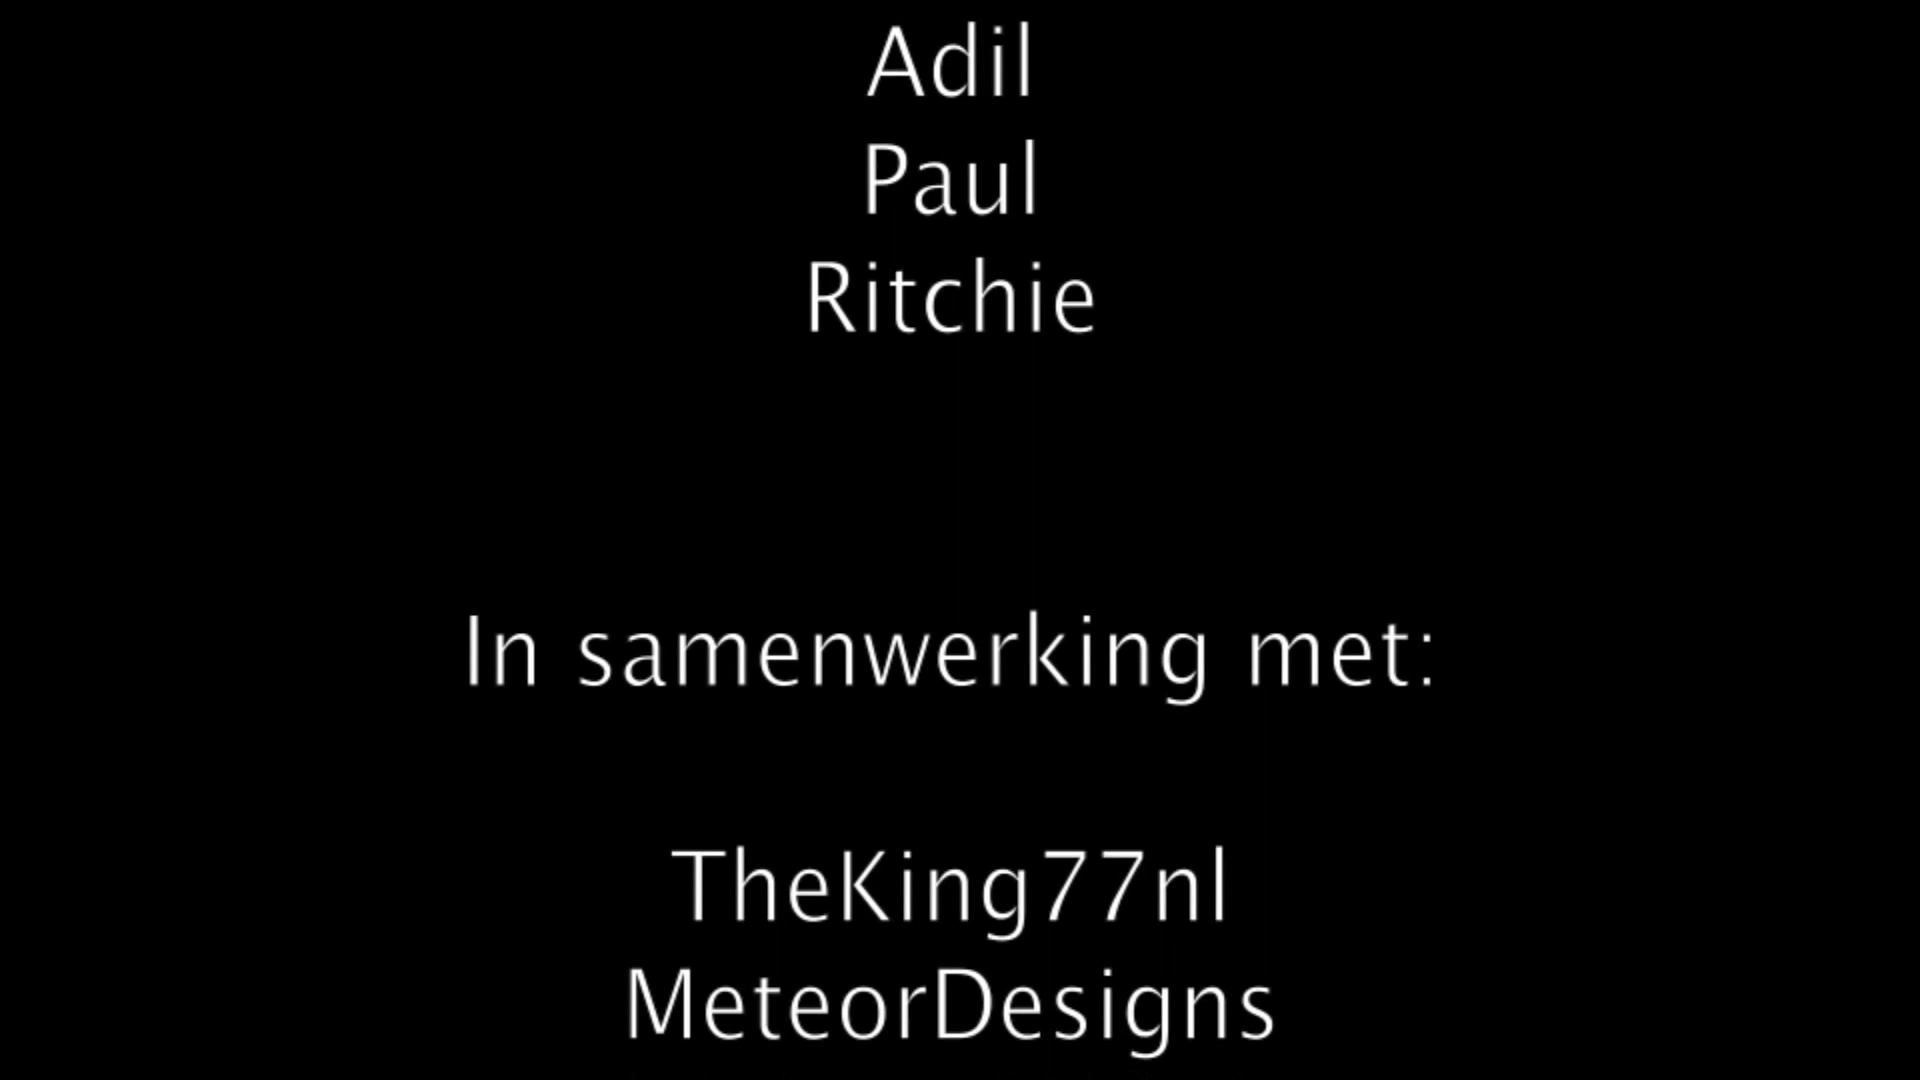 Adil
Paul
Ritchie
In samenwerking met:
TheKing77nl
MeteorDesigns